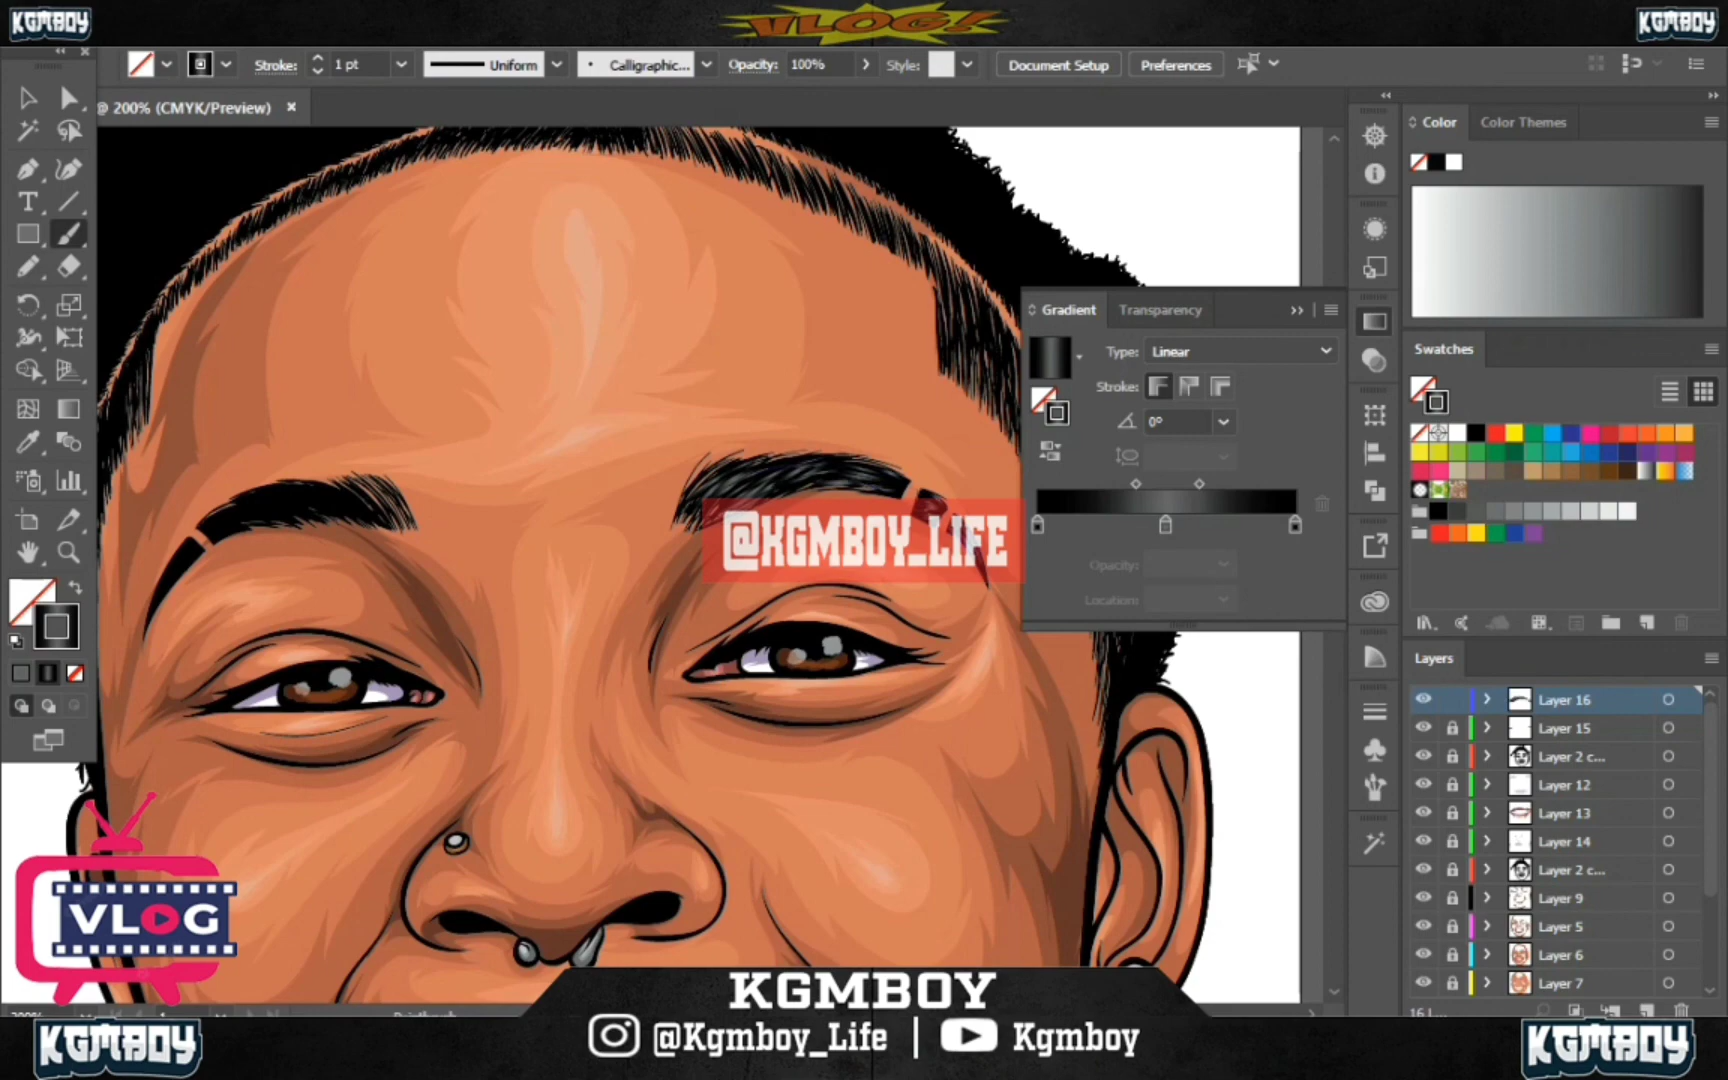 KGMBOY
VLOG!
KGMBOY
Stroke: 1 pt Uniform Calligraphic... Opacity: 100% Style: Document Setup Preferences
@ 200% (CMYK/Preview) ×
Color Color Themes
Gradient Transparency
Type: Linear
Stroke:
0°
Opacity:
Location:
Swatches
@KGMBOY_LIFE
Layers
Layer 16
Layer 15
Layer 2 c...
Layer 12
Layer 13
Layer 14
Layer 2 c...
Layer 9
Layer 5
Layer 6
Layer 7
16 L...
VLOG
KGMBOY
@Kgmboy_Life | Kgmboy
KGMBOY
KGMBOY